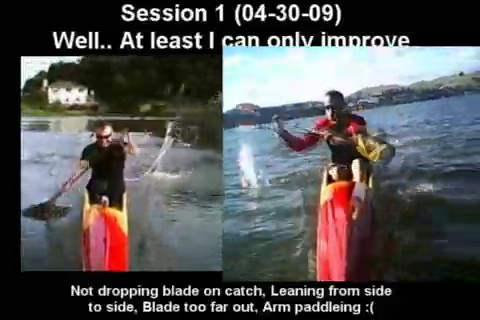 Session 1 (04-30-09)
Well.. At least I can only improve
Not dropping blade on catch, Leaning from side
to side, Blade too far out, Arm paddleing :(